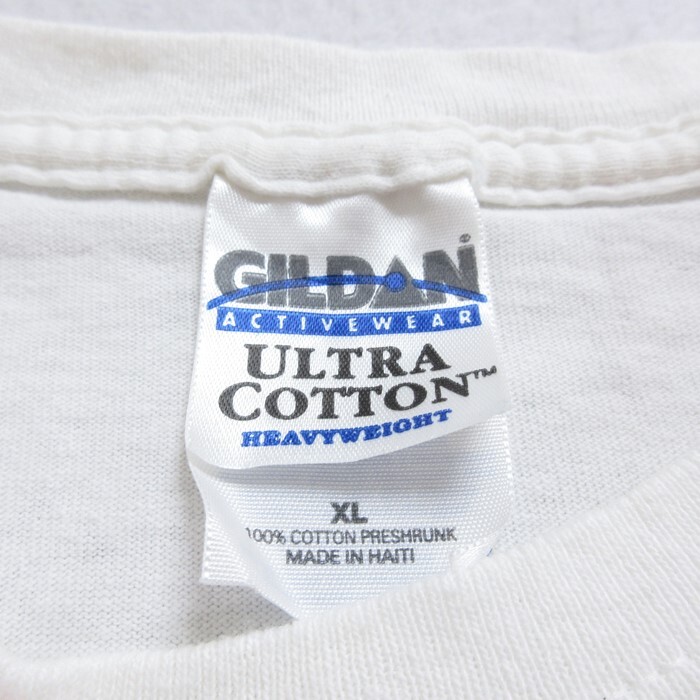 GILDAN®
ACTIVEWEAR
ULTRA
COTTON™
HEAVYWEIGHT
XL
100% COTTON PRESHRUNK
MADE IN HAITI